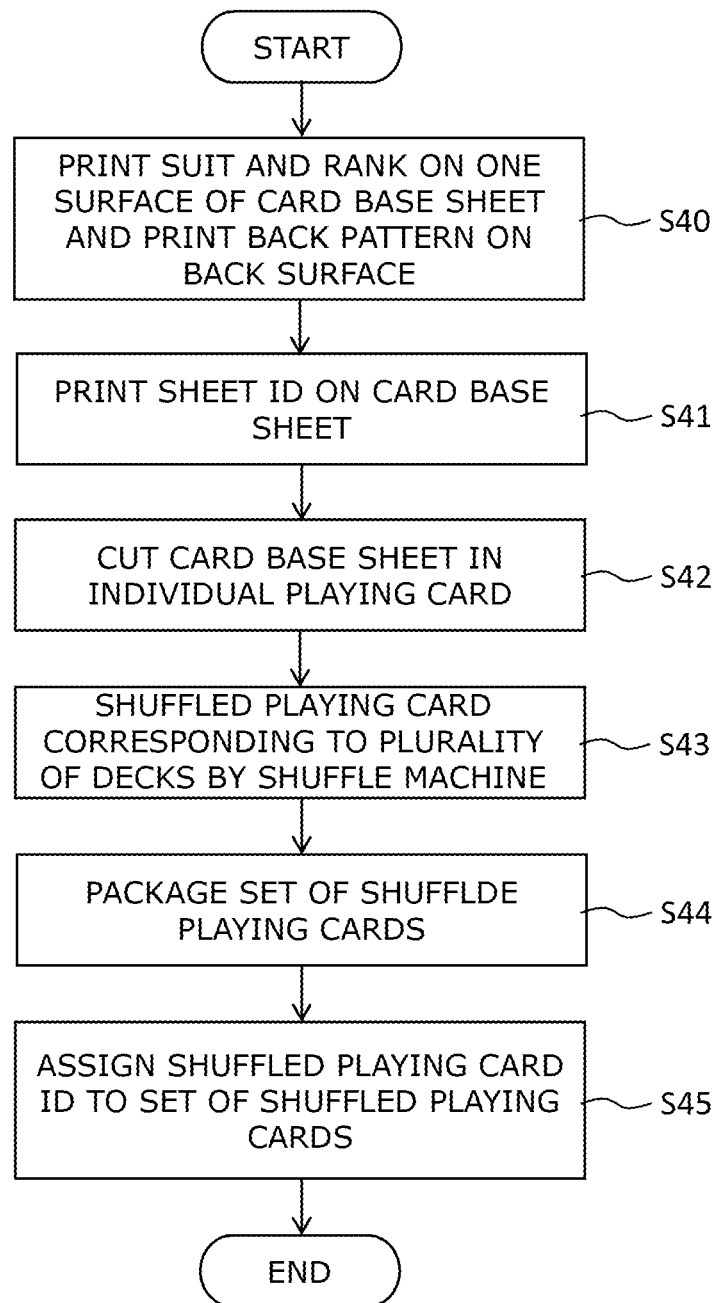 START
PRINT SUIT AND RANK ON ONE
SURFACE OF CARD BASE SHEET
AND PRINT BACK PATTERN ON
BACK SURFACE
S40
PRINT SHEET ID ON CARD BASE
SHEET
S41
CUT CARD BASE SHEET IN
INDIVIDUAL PLAYING CARD
S42
SHUFFLED PLAYING CARD
CORRESPONDING TO PLURALITY
OF DECKS BY SHUFFLE MACHINE
S43
PACKAGE SET OF SHUFFLDE
PLAYING CARDS
S44
ASSIGN SHUFFLED PLAYING CARD
ID TO SET OF SHUFFLED PLAYING
CARDS
S45
END